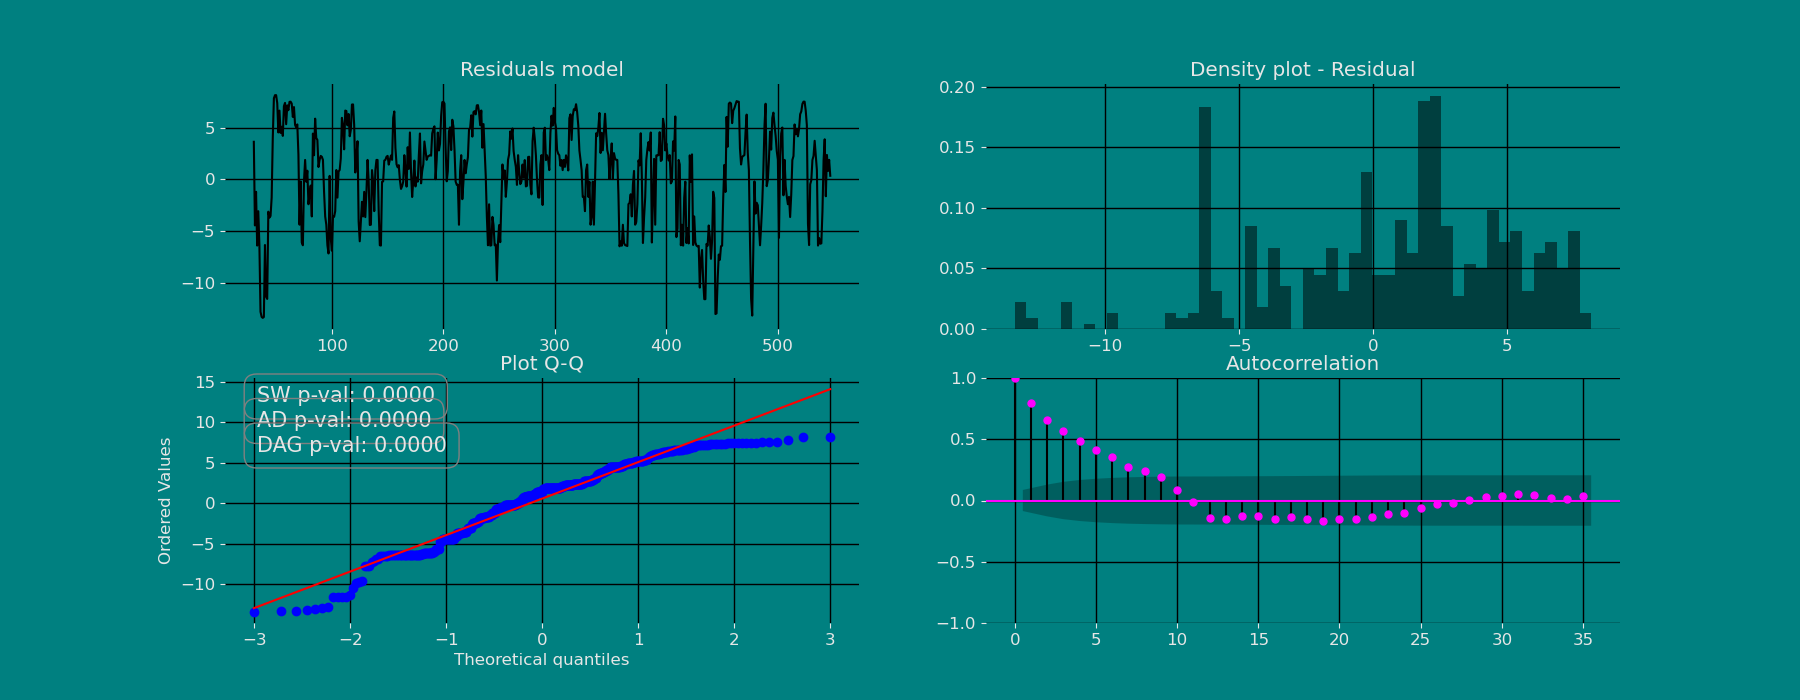 Residuals model
5
0
−5
−10
100 200 300 400 500
Density plot - Residual
0.20
0.15
0.10
0.05
0.00
−10 −5 0 5
Plot Q-Q
Ordered Values
15
10
5
0
−5
−10
SW p-val: 0.0000
AD p-val: 0.0000
DAG p-val: 0.0000
−3 −2 −1 0 1 2 3
Theoretical quantiles
Autocorrelation
1.0
0.5
0.0
−0.5
−1.0
0 5 10 15 20 25 30 35